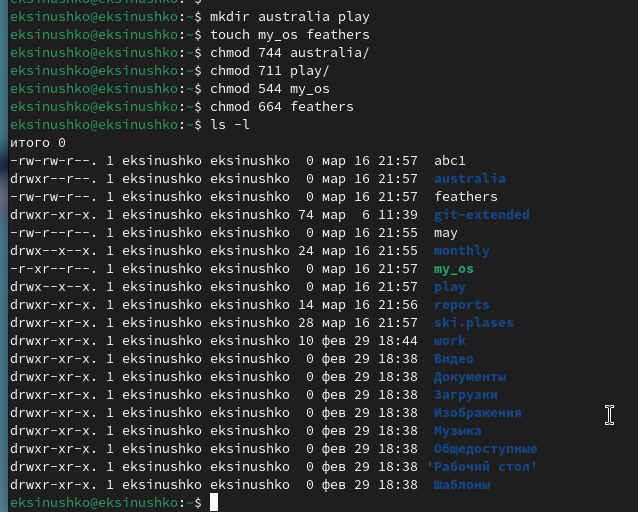 eksinushko@eksinushko:~$ mkdir australia play
eksinushko@eksinushko:~$ touch my_os feathers
eksinushko@eksinushko:~$ chmod 744 australia/
eksinushko@eksinushko:~$ chmod 711 play/
eksinushko@eksinushko:~$ chmod 544 my_os
eksinushko@eksinushko:~$ chmod 664 feathers
eksinushko@eksinushko:~$ ls -l
итого 0
-rw-rw-r--. 1 eksinushko eksinushko  0 мар 16 21:57  abc1
drwxr--r--. 1 eksinushko eksinushko  0 мар 16 21:57  australia
-rw-rw-r--. 1 eksinushko eksinushko  0 мар 16 21:57  feathers
drwxr-xr-x. 1 eksinushko eksinushko 74 мар  6 11:39  git-extended
-rw-r--r--. 1 eksinushko eksinushko  0 мар 16 21:55  may
drwx--x--x. 1 eksinushko eksinushko 24 мар 16 21:55  monthly
-r-xr--r--. 1 eksinushko eksinushko  0 мар 16 21:57  my_os
drwx--x--x. 1 eksinushko eksinushko  0 мар 16 21:57  play
drwxr-xr-x. 1 eksinushko eksinushko 14 мар 16 21:56  reports
drwxr-xr-x. 1 eksinushko eksinushko 28 мар 16 21:57  ski.plases
drwxr-xr-x. 1 eksinushko eksinushko 10 фев 29 18:44  work
drwxr-xr-x. 1 eksinushko eksinushko  0 фев 29 18:38  Видео
drwxr-xr-x. 1 eksinushko eksinushko  0 фев 29 18:38  Документы
drwxr-xr-x. 1 eksinushko eksinushko  0 фев 29 18:38  Загрузки
drwxr-xr-x. 1 eksinushko eksinushko  0 фев 29 18:38  Изображения
drwxr-xr-x. 1 eksinushko eksinushko  0 фев 29 18:38  Музыка
drwxr-xr-x. 1 eksinushko eksinushko  0 фев 29 18:38  Общедоступные
drwxr-xr-x. 1 eksinushko eksinushko  0 фев 29 18:38 'Рабочий стол'
drwxr-xr-x. 1 eksinushko eksinushko  0 фев 29 18:38  Шаблоны
eksinushko@eksinushko:~$